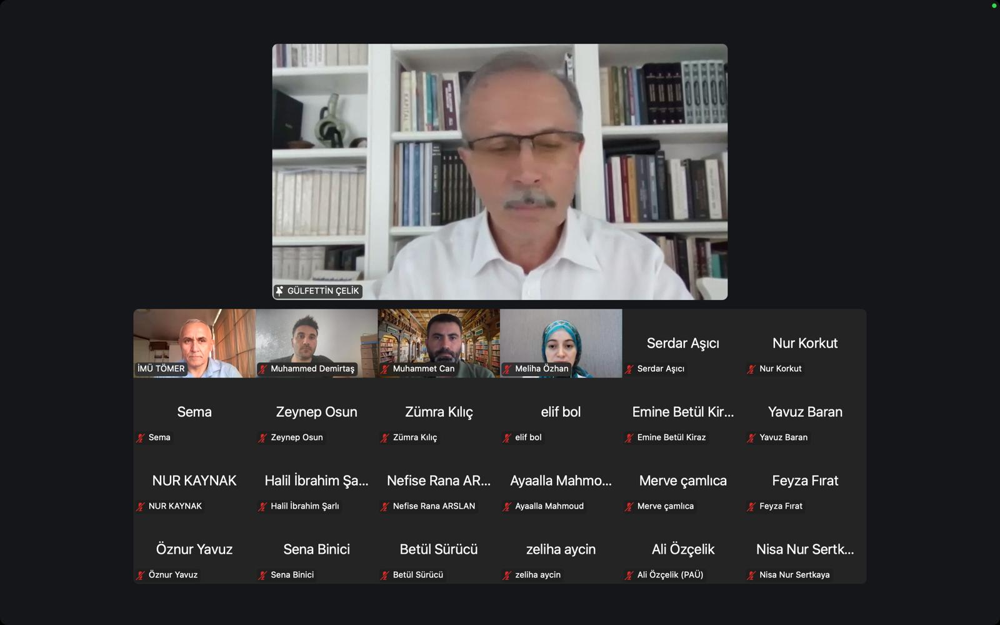 GÜLFETTİN ÇELİK
İMÜ TÖMER
Muhammed Demirtaş
Muhammet Can
Meliha Özhan
Serdar Aşıcı
Serdar Aşıcı
Nur Korkut
Nur Korkut
Sema
Sema
Zeynep Osun
Zeynep Osun
Zümra Kılıç
Zümra Kılıç
elif bol
elif bol
Emine Betül Kir...
Emine Betül Kiraz
Yavuz Baran
Yavuz Baran
NUR KAYNAK
NUR KAYNAK
Halil İbrahim Şa...
Halil İbrahim Şarlı
Nefise Rana AR...
Nefise Rana ARSLAN
Ayaalla Mahmo...
Ayaalla Mahmoud
Merve çamlıca
Merve çamlıca
Feyza Fırat
Feyza Fırat
Öznur Yavuz
Öznur Yavuz
Sena Binici
Sena Binici
Betül Sürücü
Betül Sürücü
zeliha aycin
zeliha aycin
Ali Özçelik
Ali Özçelik (PAÜ)
Nisa Nur Sertk...
Nisa Nur Sertkaya